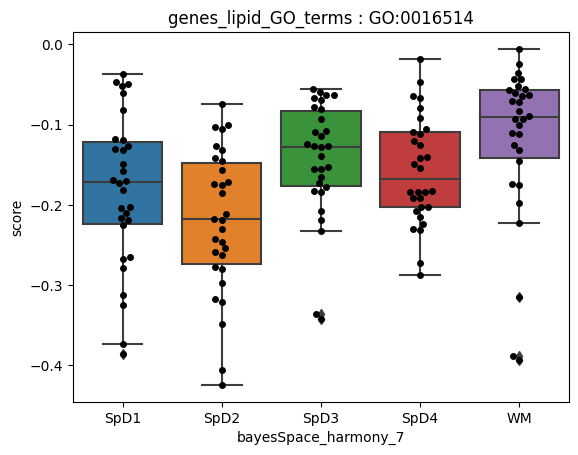 genes_lipid_GO_terms : GO:0016514
0.0
−0.1
−0.2
−0.3
−0.4
score
SpD1 SpD2 SpD3 SpD4 WM
bayesSpace_harmony_7